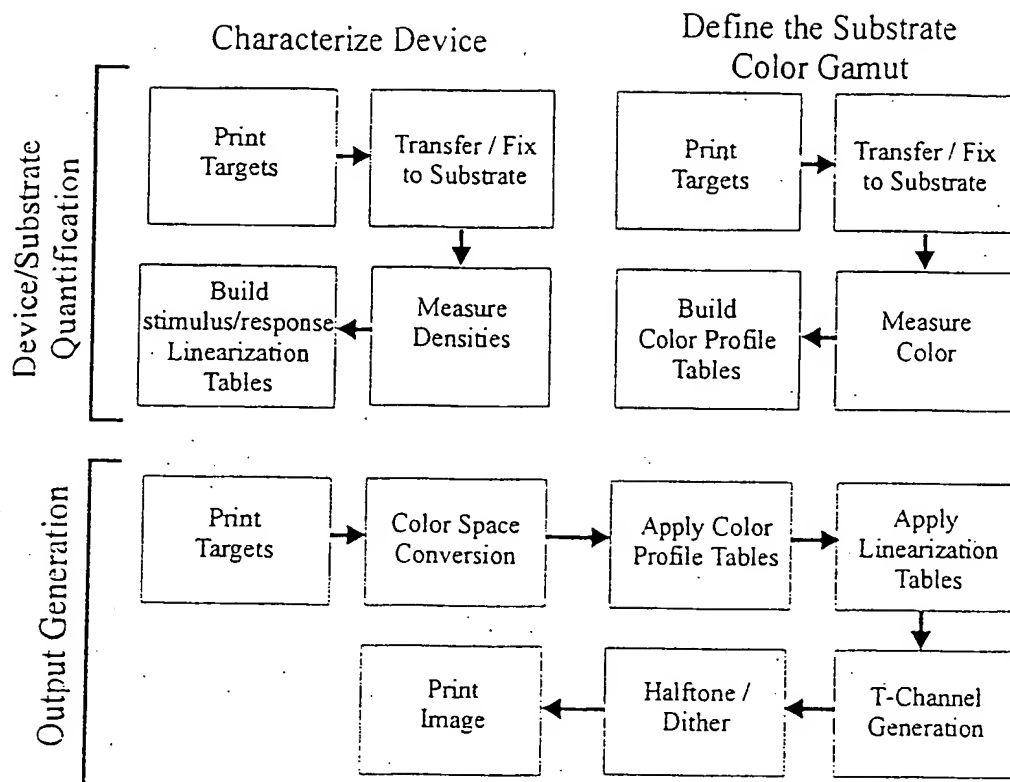 Characterize Device
Define the Substrate
Color Gamut
Device/Substrate
Quantification
Print
Targets
Transfer / Fix
to Substrate
Print
Targets
Transfer / Fix
to Substrate
Build
stimulus/response
Linearization
Tables
Measure
Densities
Build
Color Profile
Tables
Measure
Color
Output Generation
Print
Targets
Color Space
Conversion
Apply Color
Profile Tables
Apply
Linearization
Tables
Print
Image
Halftone /
Dither
T-Channel
Generation